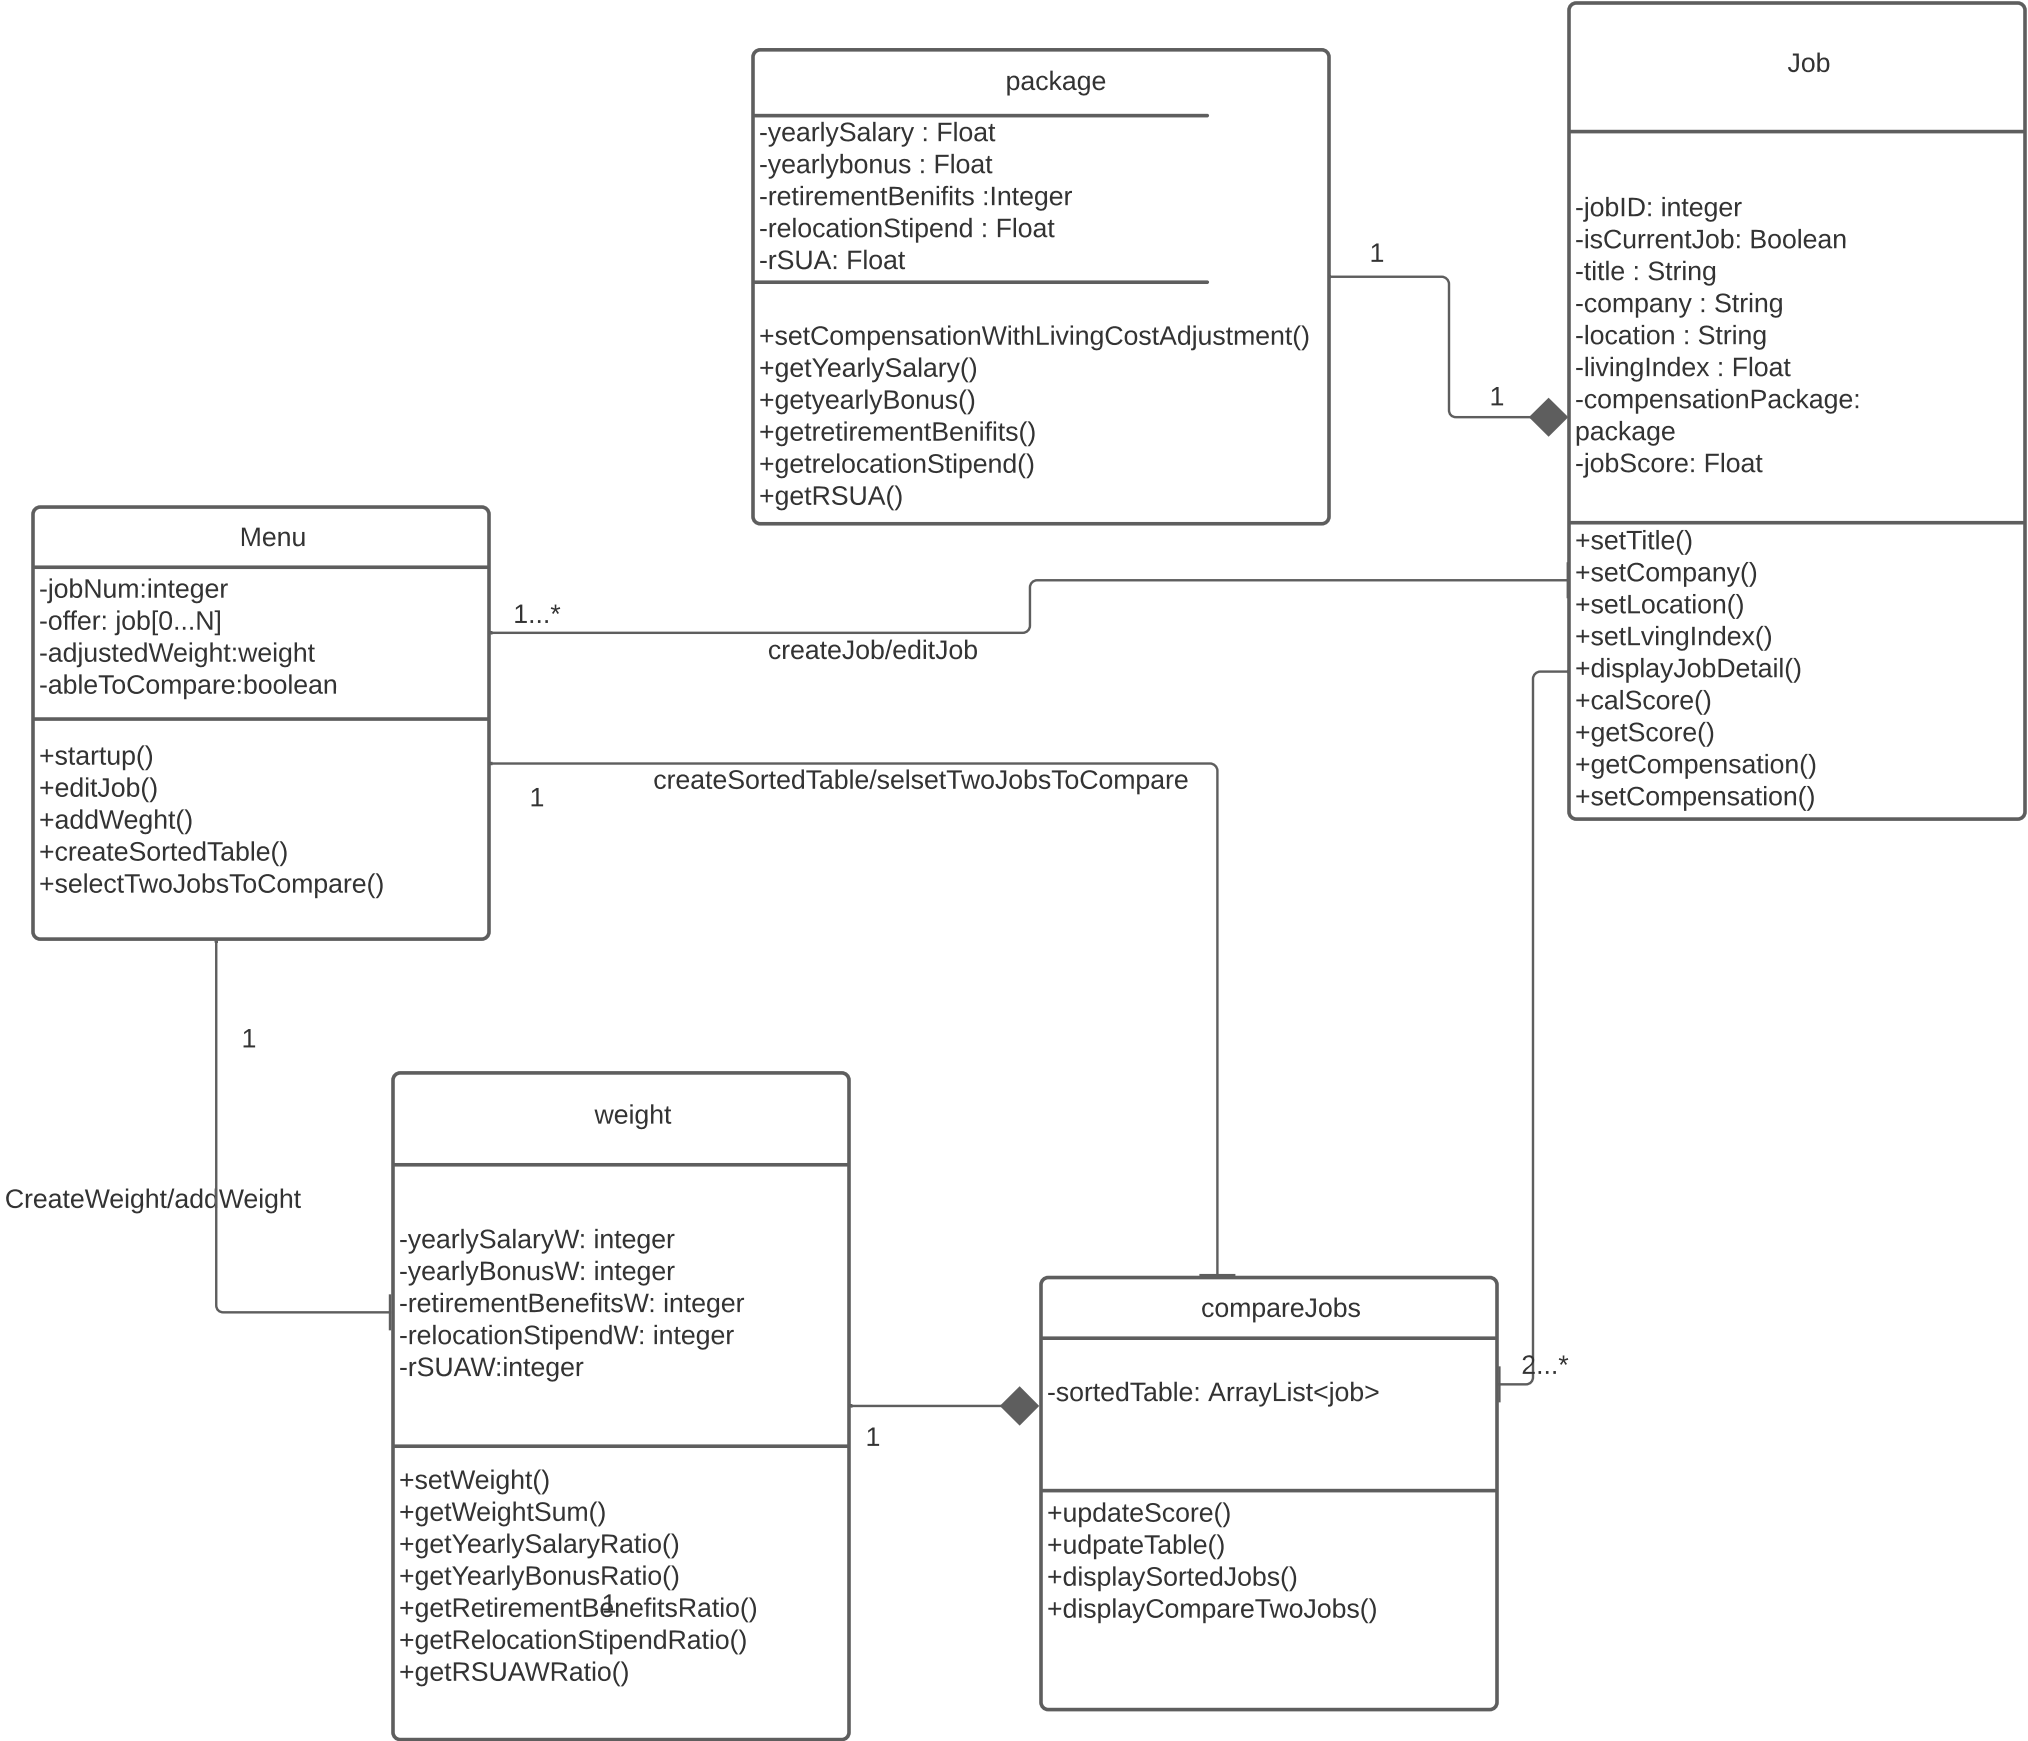 package
-yearlySalary : Float
-yearlybonus : Float
-retirementBenifits :Integer
-relocationStipend : Float
-rSUA: Float
+setCompensationWithLivingCostAdjustment()
+getYearlySalary()
+getyearlyBonus()
+getretirementBenifits()
+getrelocationStipend()
+getRSUA()
1
1
Job
-jobID: integer
-isCurrentJob: Boolean
-title : String
-company : String
-location : String
-livingIndex : Float
-compensationPackage:
package
-jobScore: Float
+setTitle()
+setCompany()
+setLocation()
+setLvingIndex()
+displayJobDetail()
+calScore()
+getScore()
+getCompensation()
+setCompensation()
Menu
-jobNum:integer
-offer: job[0...N]
-adjustedWeight:weight
-ableToCompare:boolean
+startup()
+editJob()
+addWeght()
+createSortedTable()
+selectTwoJobsToCompare()
1...*
createJob/editJob
createSortedTable/selsetTwoJobsToCompare
1
1
CreateWeight/addWeight
weight
-yearlySalaryW: integer
-yearlyBonusW: integer
-retirementBenefitsW: integer
-relocationStipendW: integer
-rSUAW:integer
+setWeight()
+getWeightSum()
+getYearlySalaryRatio()
+getYearlyBonusRatio()
1
+getRetirementBenefitsRatio()
+getRelocationStipendRatio()
+getRSUAWRatio()
1
compareJobs
-sortedTable: ArrayList<job>
+updateScore()
+udpateTable()
+displaySortedJobs()
+displayCompareTwoJobs()
2...*